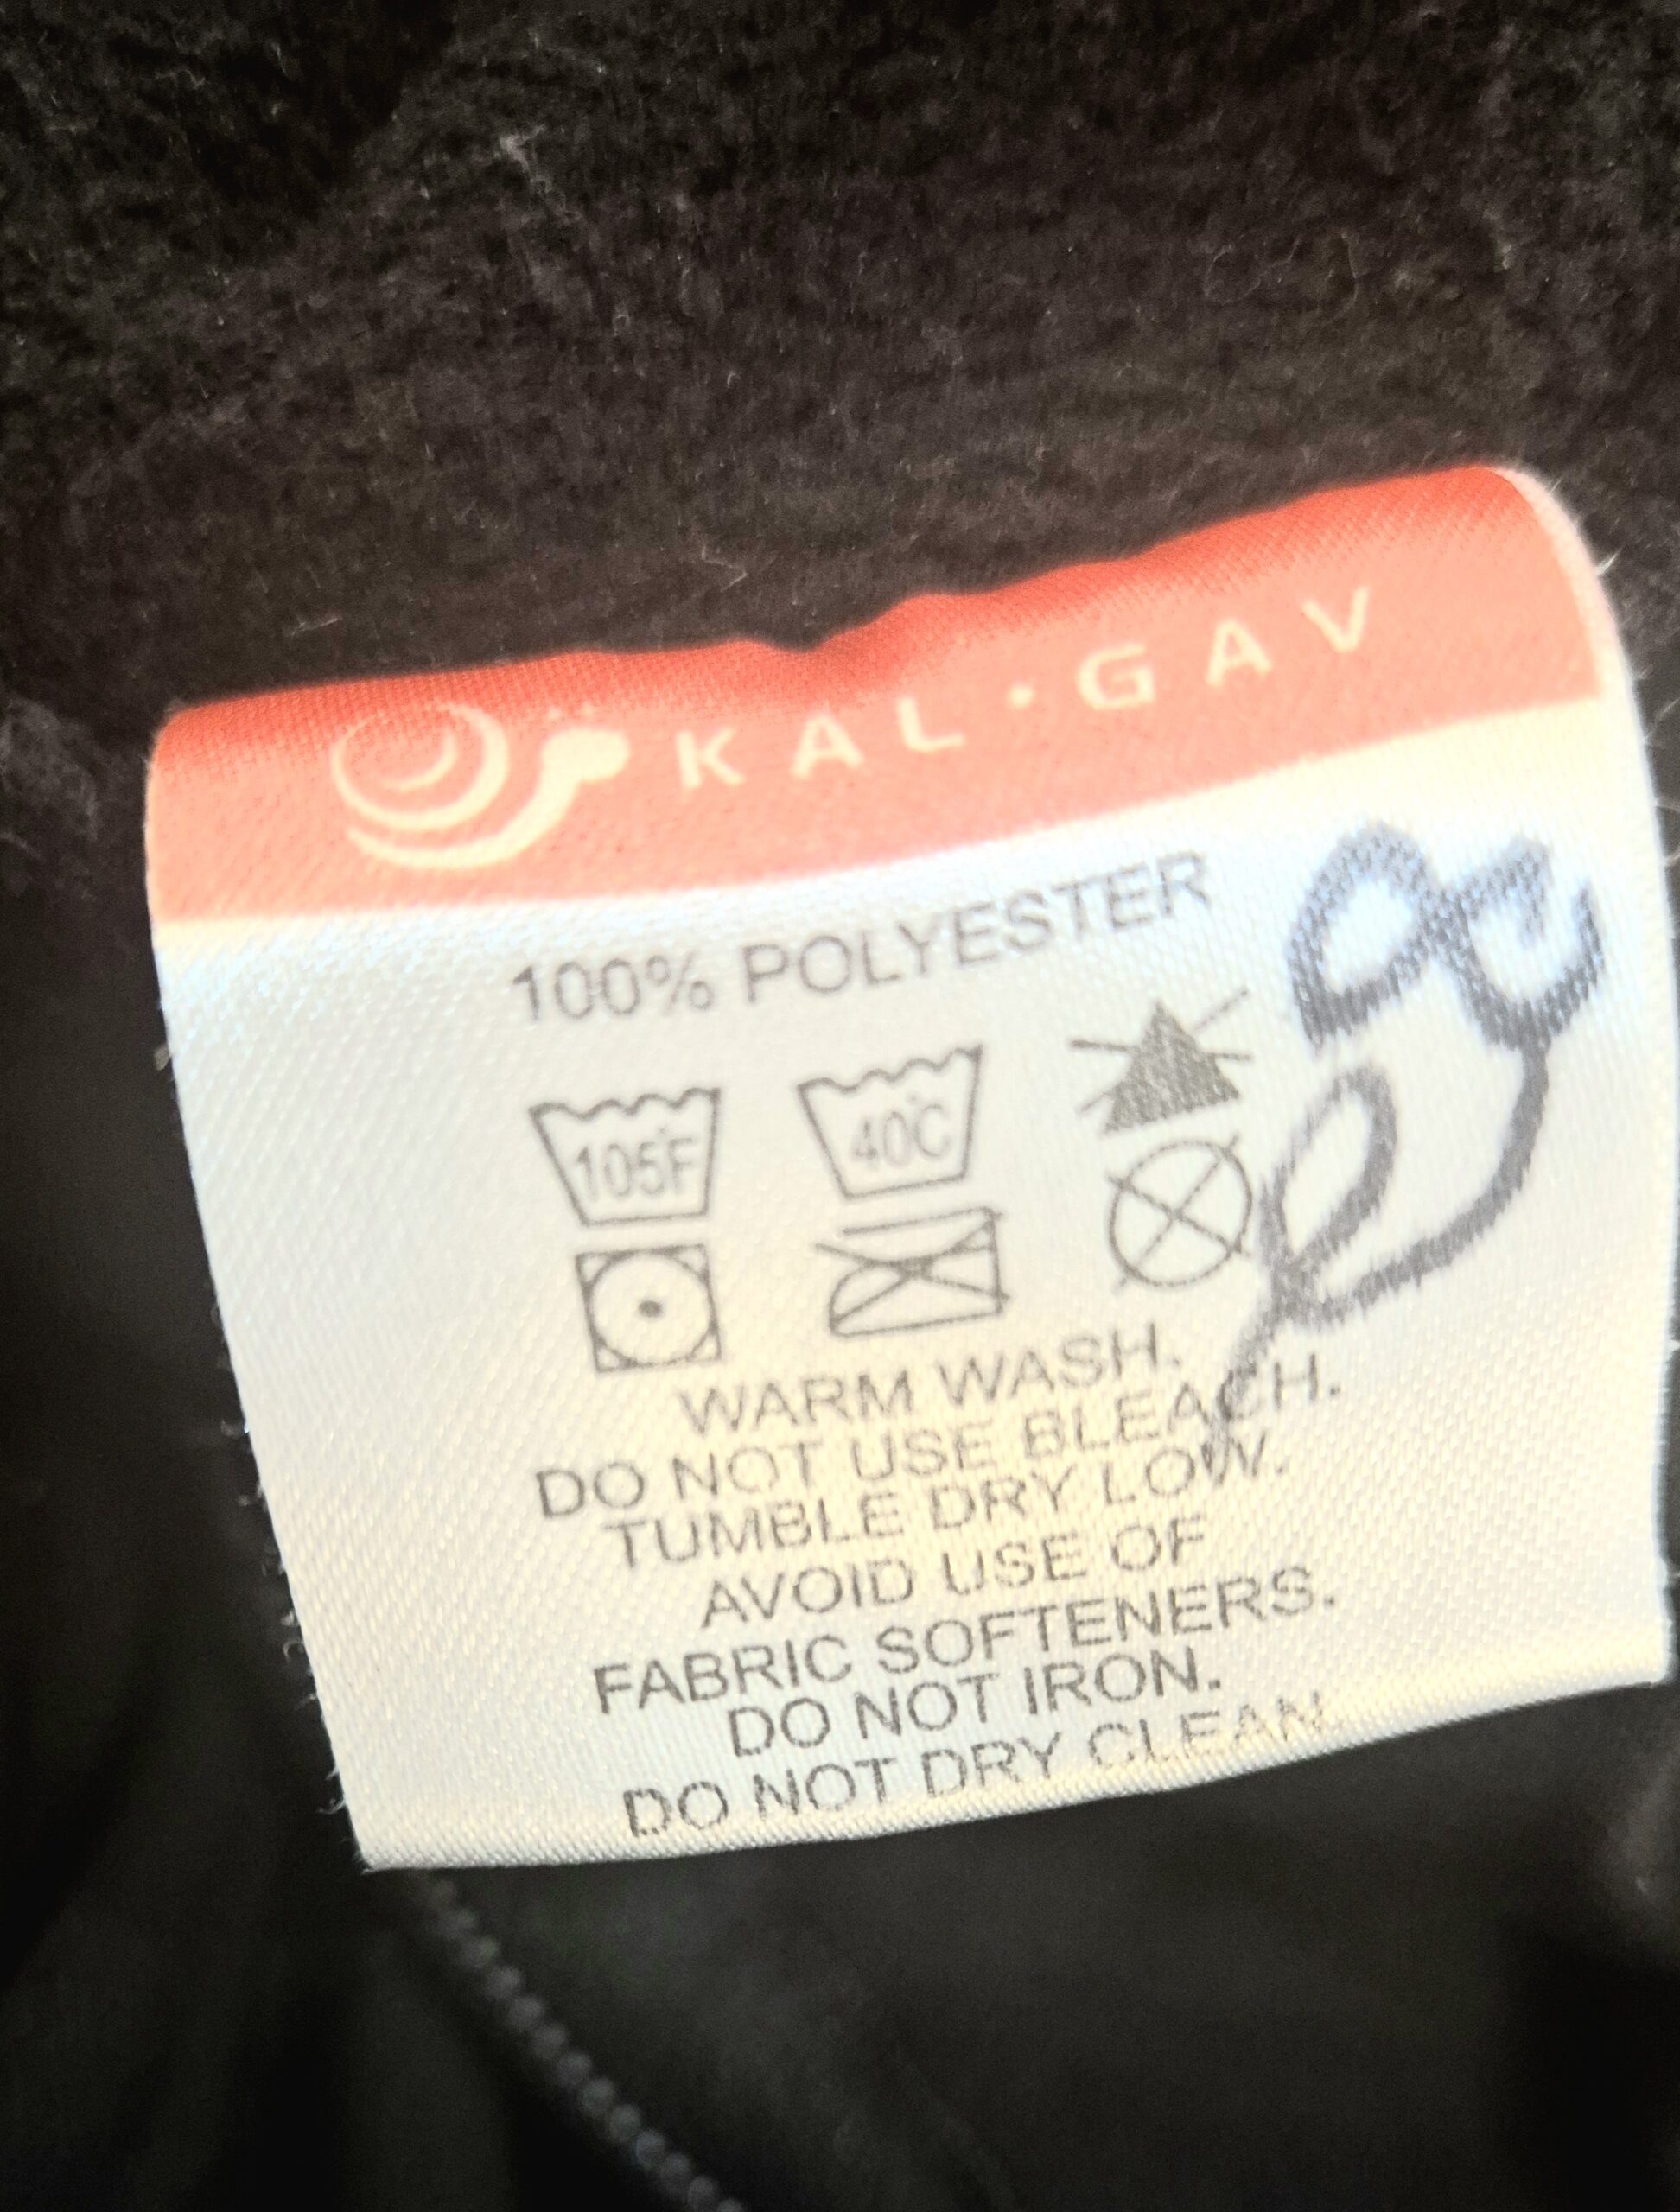 KAL·GAV
100% POLYESTER
105°F 40°C
WARM WASH.
DO NOT USE BLEACH.
TUMBLE DRY LOW.
AVOID USE OF
FABRIC SOFTENERS.
DO NOT IRON.
DO NOT DRY CLEAN.